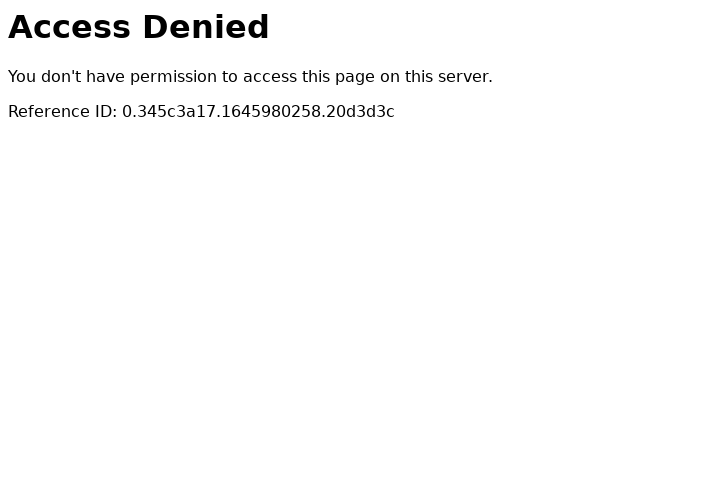 Access Denied
You don't have permission to access this page on this server.
Reference ID: 0.345c3a17.1645980258.20d3d3c